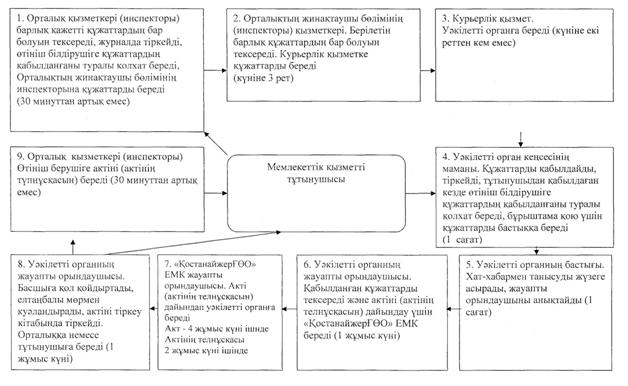 1. Орталық қызметкері (инспекторы)
барлық қажетті құжаттардың бар
болуын тексереді, журналда тіркейді,
өтініш білдірушіге құжаттардың
қабылданғаны туралы қолхат береді,
Орталықтың жинақтаушы бөлімінің
инспекторына құжаттарды береді
(30 минуттан артық емес)
2. Орталықтың жинақтаушы бөлімінің
(инспекторы) қызметкері. Берілетін
барлық құжаттардың бар болуын
тексереді. Курьерлік қызметке
құжаттарды береді
(күніне 3 рет)
3. Курьерлік қызмет.
Уәкілетті органға береді (күніне екі
реттен кем емес)
9. Орталық қызметкері (инспекторы)
Өтініш берушіге актіні (актінің
түпнұсқасын) береді (30 минуттан артық
емес)
Мемлекеттік қызметті
тұтынушысы
4. Уәкілетті орган кеңсесінің
маманы. Құжаттарды қабылдайды,
тіркейді, тұтынушыдан қабылдаған
кезде өтініш білдірушіге
құжаттардың қабылданғаны туралы
қолхат береді, бұрыштама қою үшін
құжаттарды бастыққа береді
(1 сағат)
8. Уәкілетті органның
жауапты орындаушысы.
Басшыға қол қойдыртады,
елтаңбалы мөрмен
куәландырады, актіні тіркеу
кітабында тіркейді.
Орталыққа немесе
тұтынушыға береді (1
жұмыс күні)
7. «ҚостанайжерҒӨО»
ЕМК жауапты
орындаушысы. Акті
(актінің телнұсқасын)
дайындап уәкілетті органға
береді
Акт - 4 жұмыс күні ішнде
Актінің телнұсқасы
2 жұмыс күні ішінде
6. Уәкілетті органның жауапты
орындаушысы.
Қабылданған құжаттарды
тексереді және актіні (актінің
телнұсқасын) дайындау үшін
«ҚостанайжерҒӨО» ЕМК
береді (1 жұмыс күні)
5. Уәкілетті органның бастығы.
Хат-хабармен танысуды жүзеге
асырады, жауапты
орындаушыны анықтайды (1
сағат)